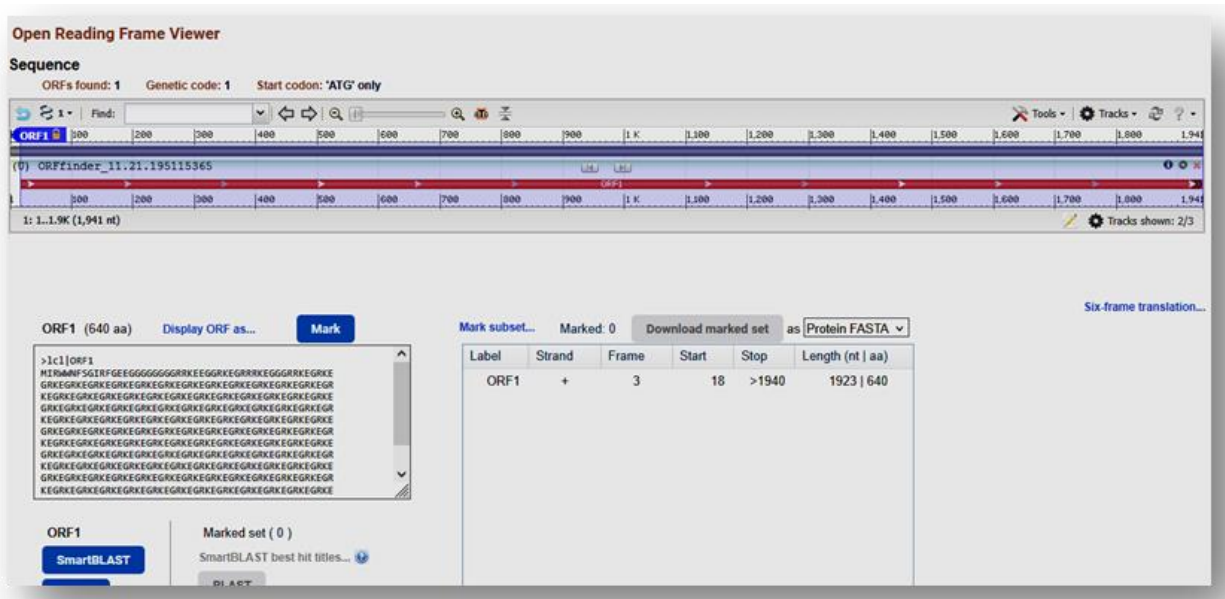 Open Reading Frame Viewer
Sequence
ORFs found: 1 Genetic code: 1 Start codon: 'ATG' only
1 Find: Tools Tracks ?
ORF1 100 200 300 400 500 600 700 800 900 1 K 1,100 1,200 1,300 1,400 1,500 1,600 1,700 1,800 1,941
(U) ORFfinder_11.21.195115365
ORF1
1 100 200 300 400 500 600 700 800 900 1 K 1,100 1,200 1,300 1,400 1,500 1,600 1,700 1,800 1,941
1: 1..1.9K (1,941 nt) Tracks shown: 2/3
Six-frame translation...
ORF1 (640 aa) Display ORF as... Mark
Mark subset... Marked: 0 Download marked set as Protein FASTA
>lcl|ORF1
GRKEGRKEGRKEGRKEGRKEGRKEGRKEGRKEGRKEGRKEGRKEGRKEGR
KEGRKEGRKEGRKEGRKEGRKEGRKEGRKEGRKEGRKEGRKEGRKEGRKE
GRKEGRKEGRKEGRKEGRKEGRKEGRKEGRKEGRKEGRKEGRKEGRKEGR
KEGRKEGRKEGRKEGRKEGRKEGRKEGRKEGRKEGRKEGRKEGRKEGRKE
GRKEGRKEGRKEGRKEGRKEGRKEGRKEGRKEGRKEGRKEGRKEGRKEGR
KEGRKEGRKEGRKEGRKEGRKEGRKEGRKEGRKEGRKEGRKEGRKEGRKE
GRKEGRKEGRKEGRKEGRKEGRKEGRKEGRKEGRKEGRKEGRKEGRKEGR
KEGRKEGRKEGRKEGRKEGRKEGRKEGRKEGRKEGRKEGRKEGRKEGRKE
GRKEGRKEGRKEGRKEGRKEGRKEGRKEGRKEGRKEGRKEGRKEGRKEGR
KEGRKEGRKEGRKEGRKEGRKEGRKEGRKEGRKEGRKEGRKEGRKEGRKE
Label Strand Frame Start Stop Length (nt | aa)
ORF1 + 3 18 >1940 1923 | 640
ORF1 Marked set ( 0 )
SmartBLAST SmartBLAST best hit titles...
BLAST